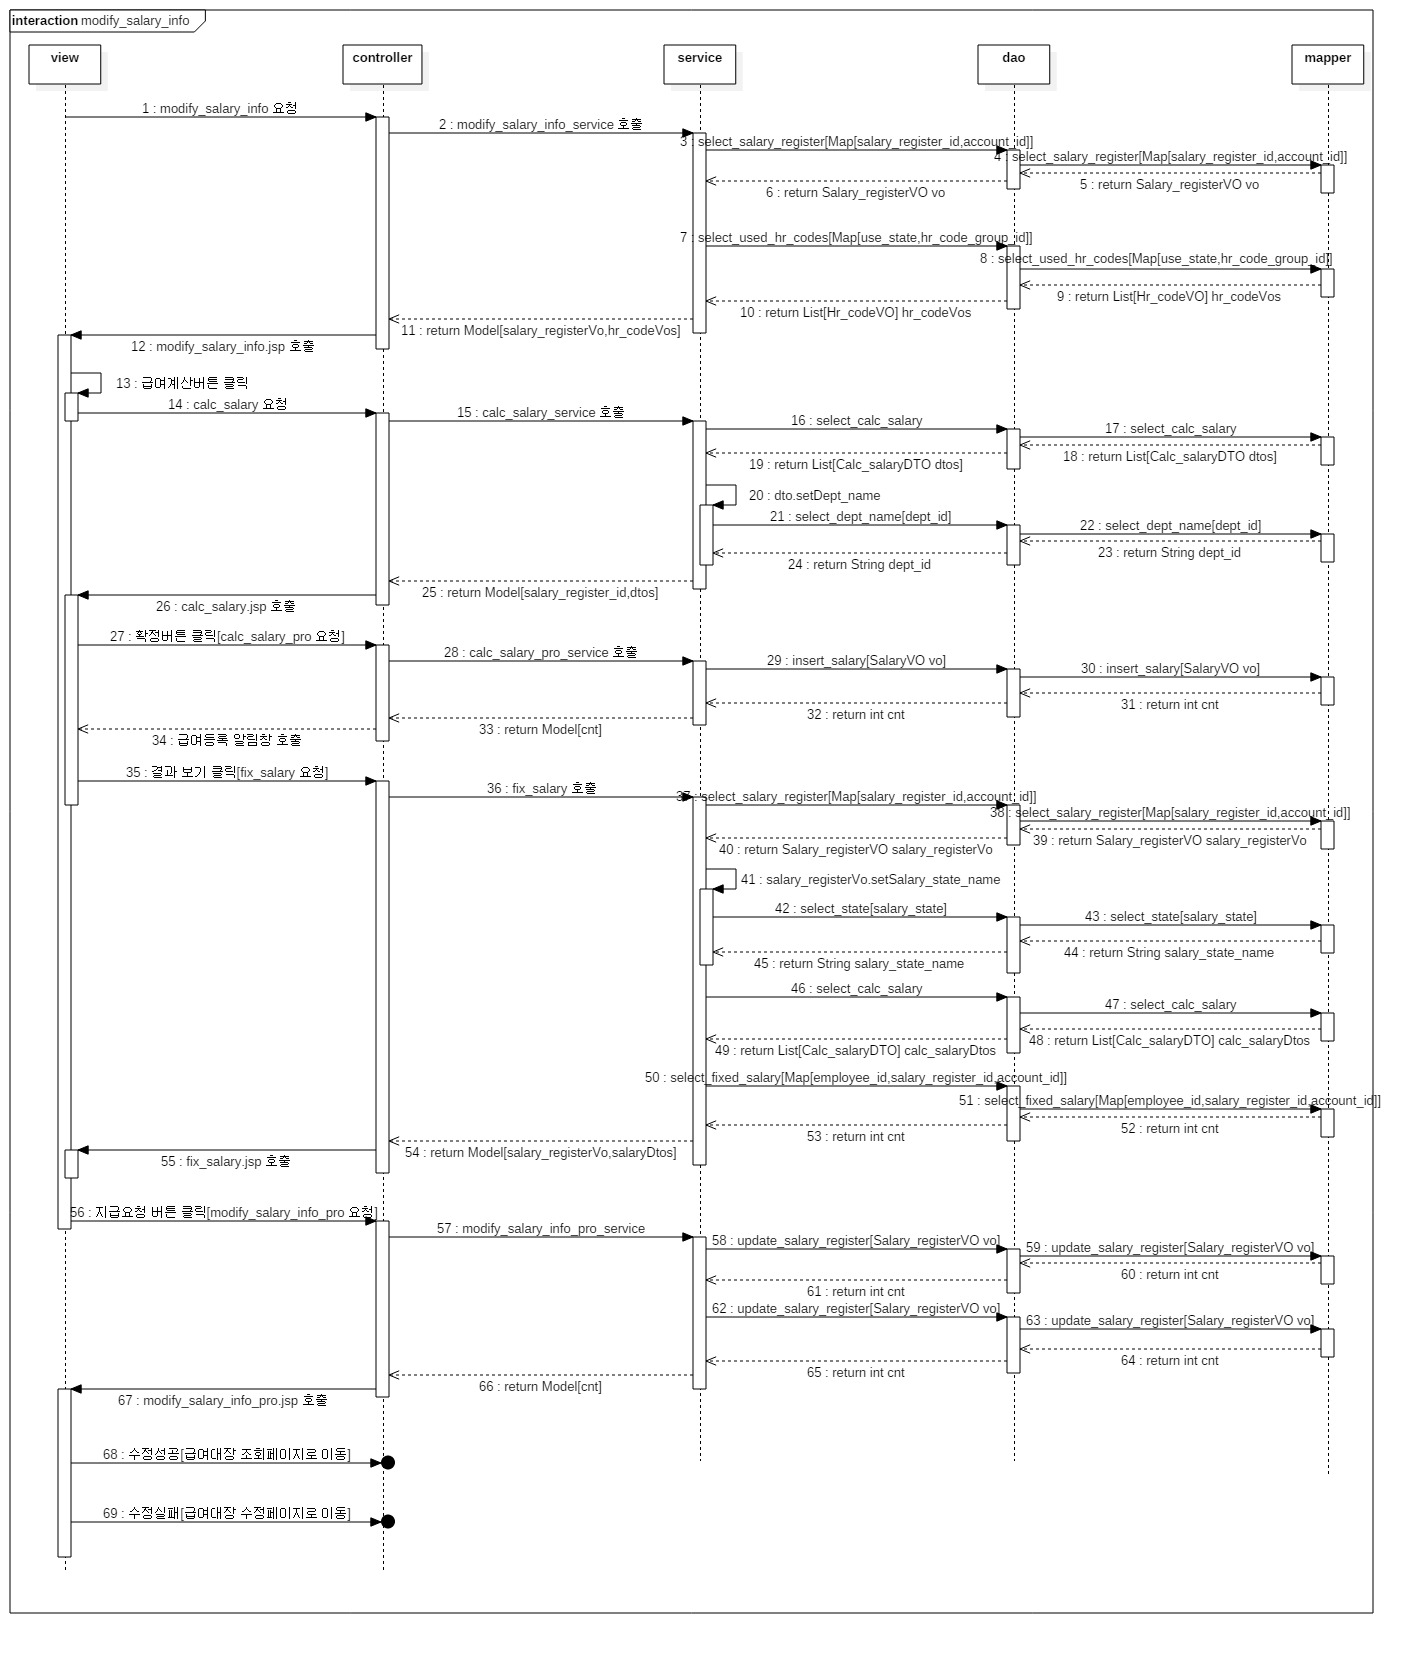 interaction modify_salary_info
view
controller
service
dao
mapper
1 : modify_salary_info 요청
2 : modify_salary_info_service 호출
3 : select_salary_register[Map[salary_register_id,account_id]]
4 : select_salary_register[Map[salary_register_id,account_id]]
5 : return Salary_registerVO vo
6 : return Salary_registerVO vo
7 : select_used_hr_codes[Map[use_state,hr_code_group_id]]
8 : select_used_hr_codes[Map[use_state,hr_code_group_id]]
9 : return List[Hr_codeVO] hr_codeVos
10 : return List[Hr_codeVO] hr_codeVos
11 : return Model[salary_registerVo,hr_codeVos]
12 : modify_salary_info.jsp 호출
13 : 급여계산버튼 클릭
14 : calc_salary 요청
15 : calc_salary_service 호출
16 : select_calc_salary
17 : select_calc_salary
18 : return List[Calc_salaryDTO dtos]
19 : return List[Calc_salaryDTO dtos]
20 : dto.setDept_name
21 : select_dept_name[dept_id]
22 : select_dept_name[dept_id]
23 : return String dept_id
24 : return String dept_id
25 : return Model[salary_register_id,dtos]
26 : calc_salary.jsp 호출
27 : 확정버튼 클릭[calc_salary_pro 요청]
28 : calc_salary_pro_service 호출
29 : insert_salary[SalaryVO vo]
30 : insert_salary[SalaryVO vo]
31 : return int cnt
32 : return int cnt
33 : return Model[cnt]
34 : 급여등록 알림창 호출
35 : 결과 보기 클릭[fix_salary 요청]
36 : fix_salary 호출
37 : select_salary_register[Map[salary_register_id,account_id]]
38 : select_salary_register[Map[salary_register_id,account_id]]
39 : return Salary_registerVO salary_registerVo
40 : return Salary_registerVO salary_registerVo
41 : salary_registerVo.setSalary_state_name
42 : select_state[salary_state]
43 : select_state[salary_state]
44 : return String salary_state_name
45 : return String salary_state_name
46 : select_calc_salary
47 : select_calc_salary
48 : return List[Calc_salaryDTO] calc_salaryDtos
49 : return List[Calc_salaryDTO] calc_salaryDtos
50 : select_fixed_salary[Map[employee_id,salary_register_id,account_id]]
51 : select_fixed_salary[Map[employee_id,salary_register_id,account_id]]
52 : return int cnt
53 : return int cnt
54 : return Model[salary_registerVo,salaryDtos]
55 : fix_salary.jsp 호출
56 : 지급요청 버튼 클릭[modify_salary_info_pro 요청]
57 : modify_salary_info_pro_service
58 : update_salary_register[Salary_registerVO vo]
59 : update_salary_register[Salary_registerVO vo]
60 : return int cnt
61 : return int cnt
62 : update_salary_register[Salary_registerVO vo]
63 : update_salary_register[Salary_registerVO vo]
64 : return int cnt
65 : return int cnt
66 : return Model[cnt]
67 : modify_salary_info_pro.jsp 호출
68 : 수정성공[급여대장 조회페이지로 이동]
69 : 수정실패[급여대장 수정페이지로 이동]